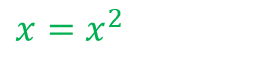 x = x²